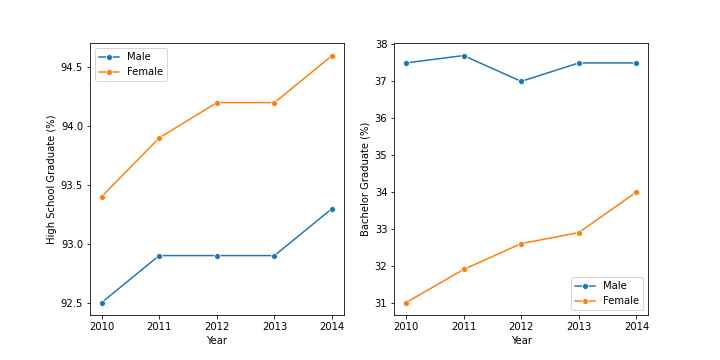 High School Graduate (%)
94.5
94.0
93.5
93.0
92.5
2010 2011 2012 2013 2014
Year
Male
Female
Bachelor Graduate (%)
38
37
36
35
34
33
32
31
2010 2011 2012 2013 2014
Year
Male
Female